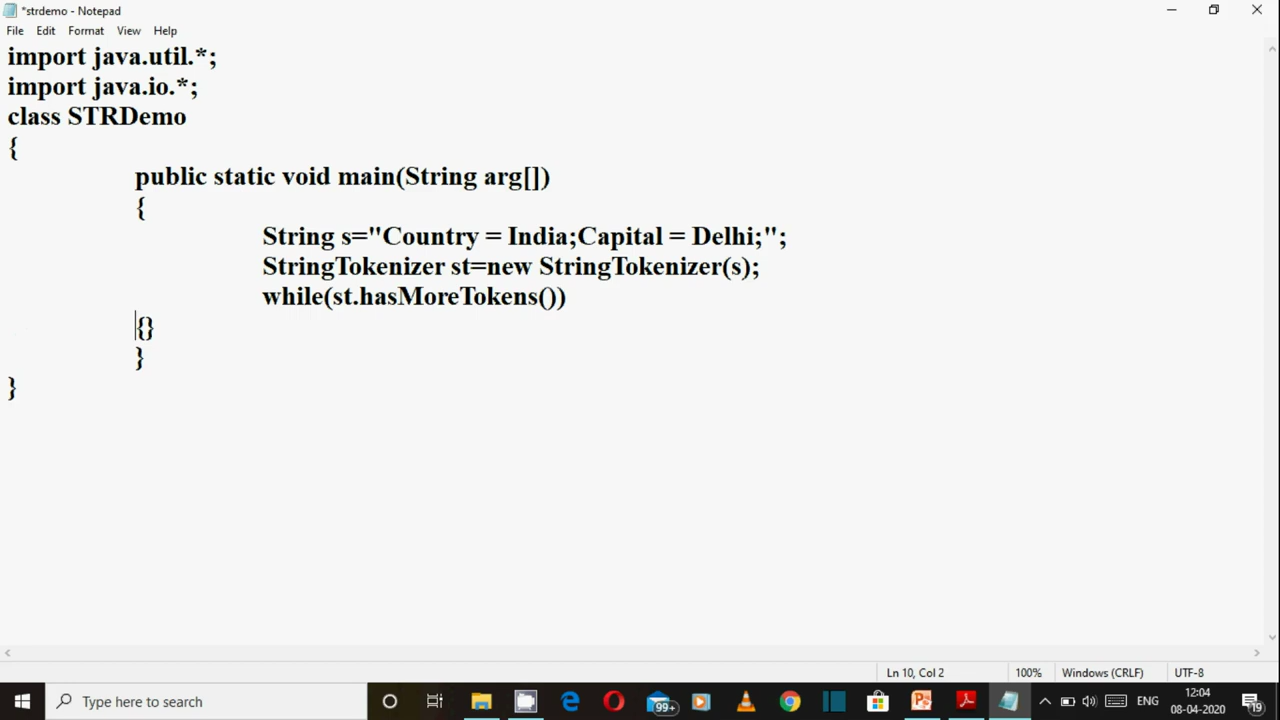 *strdemo - Notepad
File Edit Format View Help
import java.util.*;
import java.io.*;
class STRDemo
{
public static void main(String arg[])
{
String s="Country = India;Capital = Delhi;";
StringTokenizer st=new StringTokenizer(s);
while(st.hasMoreTokens())
{}
}
}
Ln 10, Col 2 100% Windows (CRLF) UTF-8
Type here to search 99+ ENG 12:04
08-04-2020 19